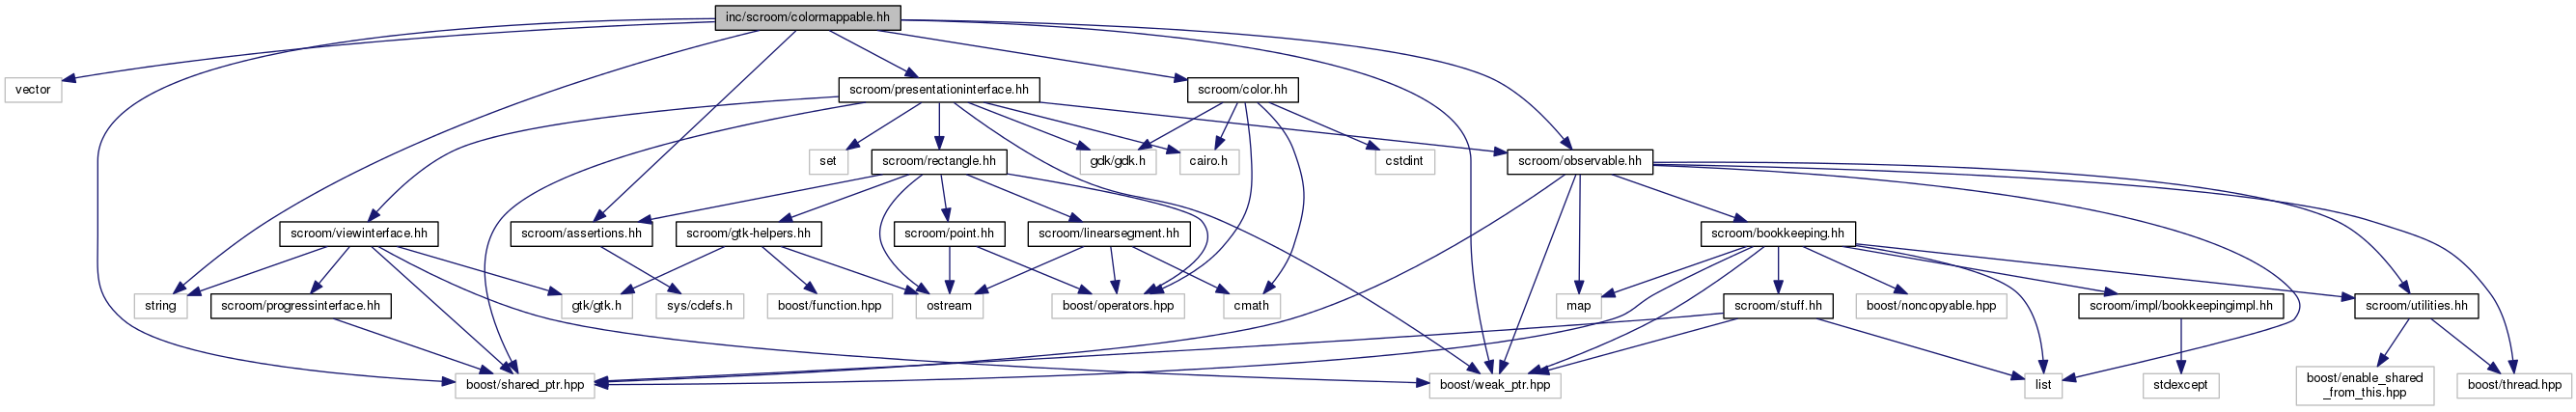 inc/scroom/colormappable.hh
vector
scroom/presentationinterface.hh
scroom/color.hh
set
scroom/rectangle.hh
gdk/gdk.h
cairo.h
cstdint
scroom/observable.hh
scroom/viewinterface.hh
scroom/assertions.hh
scroom/gtk-helpers.hh
scroom/point.hh
scroom/linearsegment.hh
scroom/bookkeeping.hh
string
scroom/progressinterface.hh
gtk/gtk.h
sys/cdefs.h
boost/function.hpp
ostream
boost/operators.hpp
cmath
map
scroom/stuff.hh
boost/noncopyable.hpp
scroom/impl/bookkeepingimpl.hh
scroom/utilities.hh
boost/shared_ptr.hpp
boost/weak_ptr.hpp
list
stdexcept
boost/enable_shared
_from_this.hpp
boost/thread.hpp